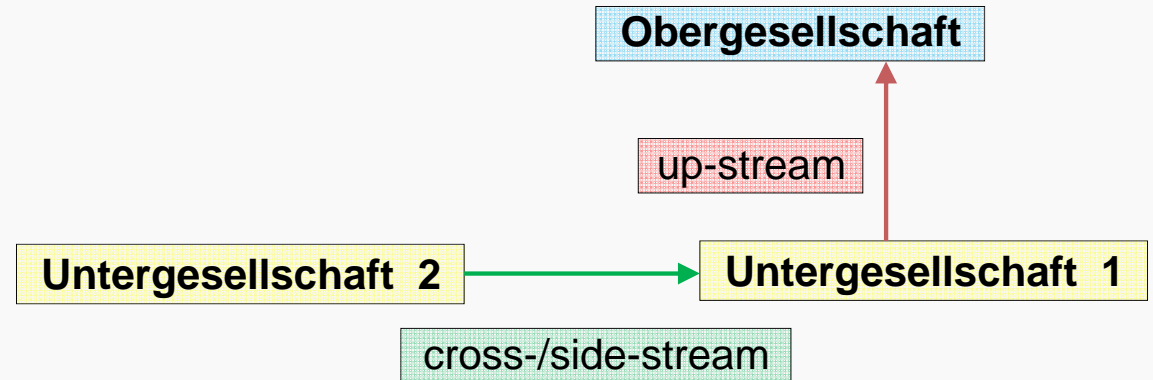 Obergesellschaft
up-stream
Untergesellschaft 2
Untergesellschaft 1
cross-/side-stream